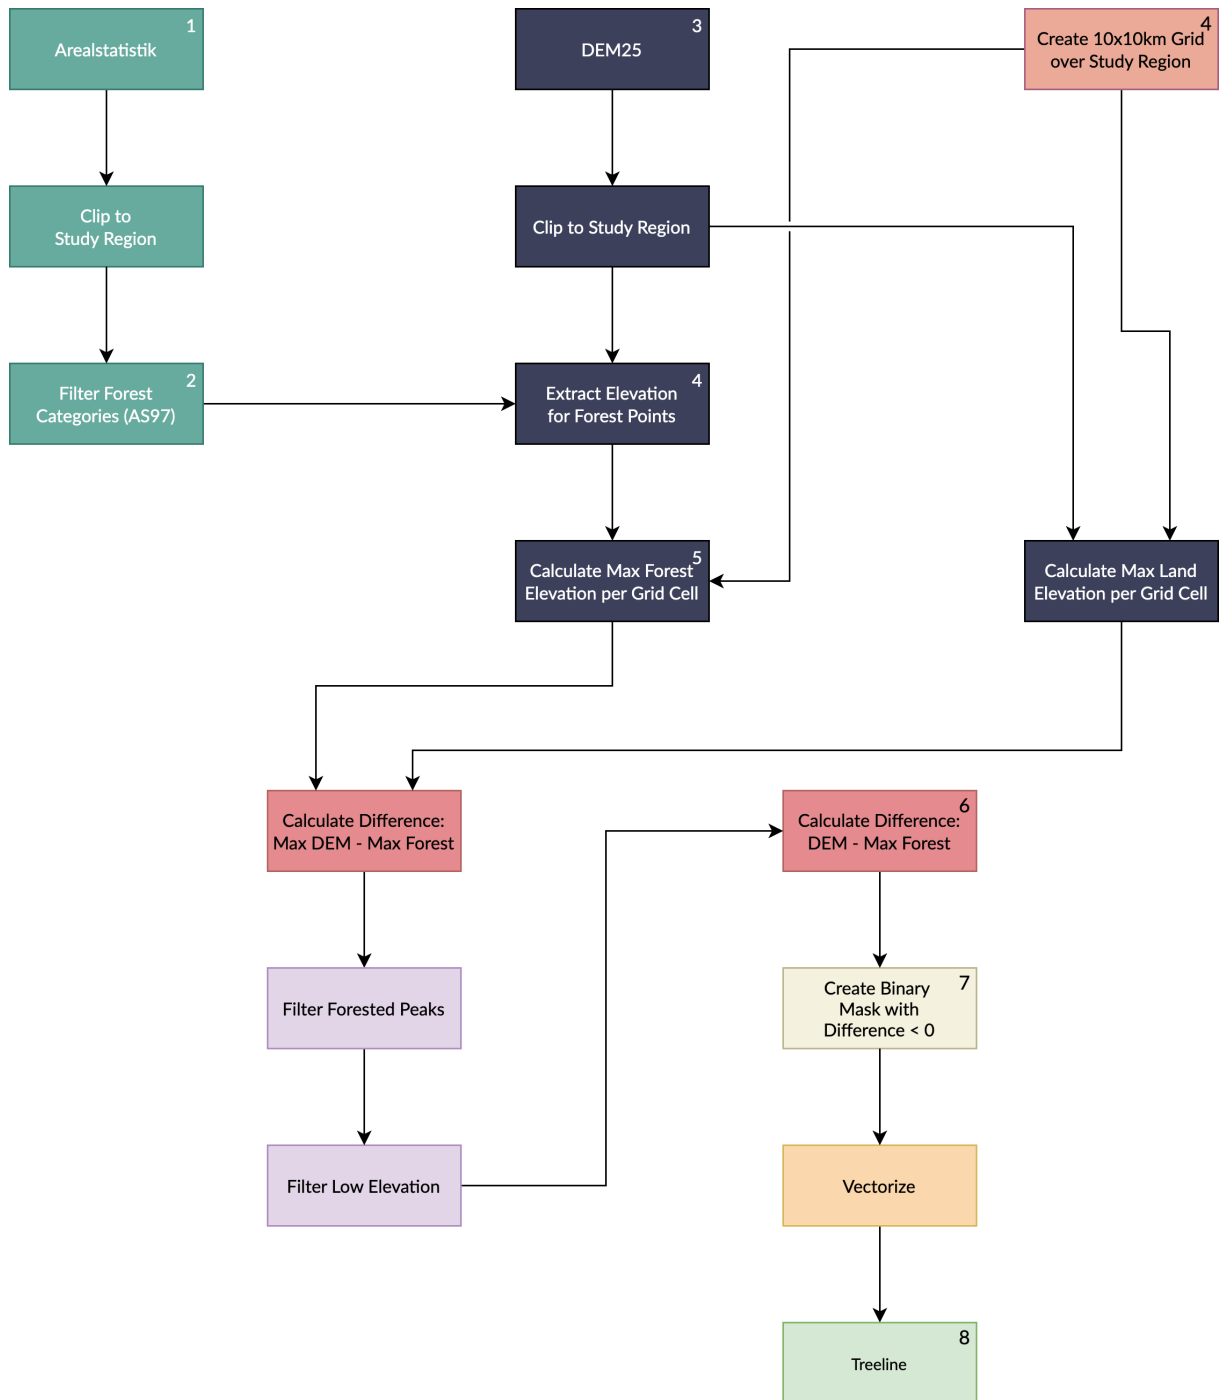 1
Arealstatistik
3
DEM25
4
Create 10x10km Grid
over Study Region
Clip to
Study Region
Clip to Study Region
2
Filter Forest
Categories (AS97)
4
Extract Elevation
for Forest Points
5
Calculate Max Forest
Elevation per Grid Cell
Calculate Max Land
Elevation per Grid Cell
Calculate Difference:
Max DEM - Max Forest
6
Calculate Difference:
DEM - Max Forest
Filter Forested Peaks
7
Create Binary
Mask with
Difference < 0
Filter Low Elevation
Vectorize
8
Treeline